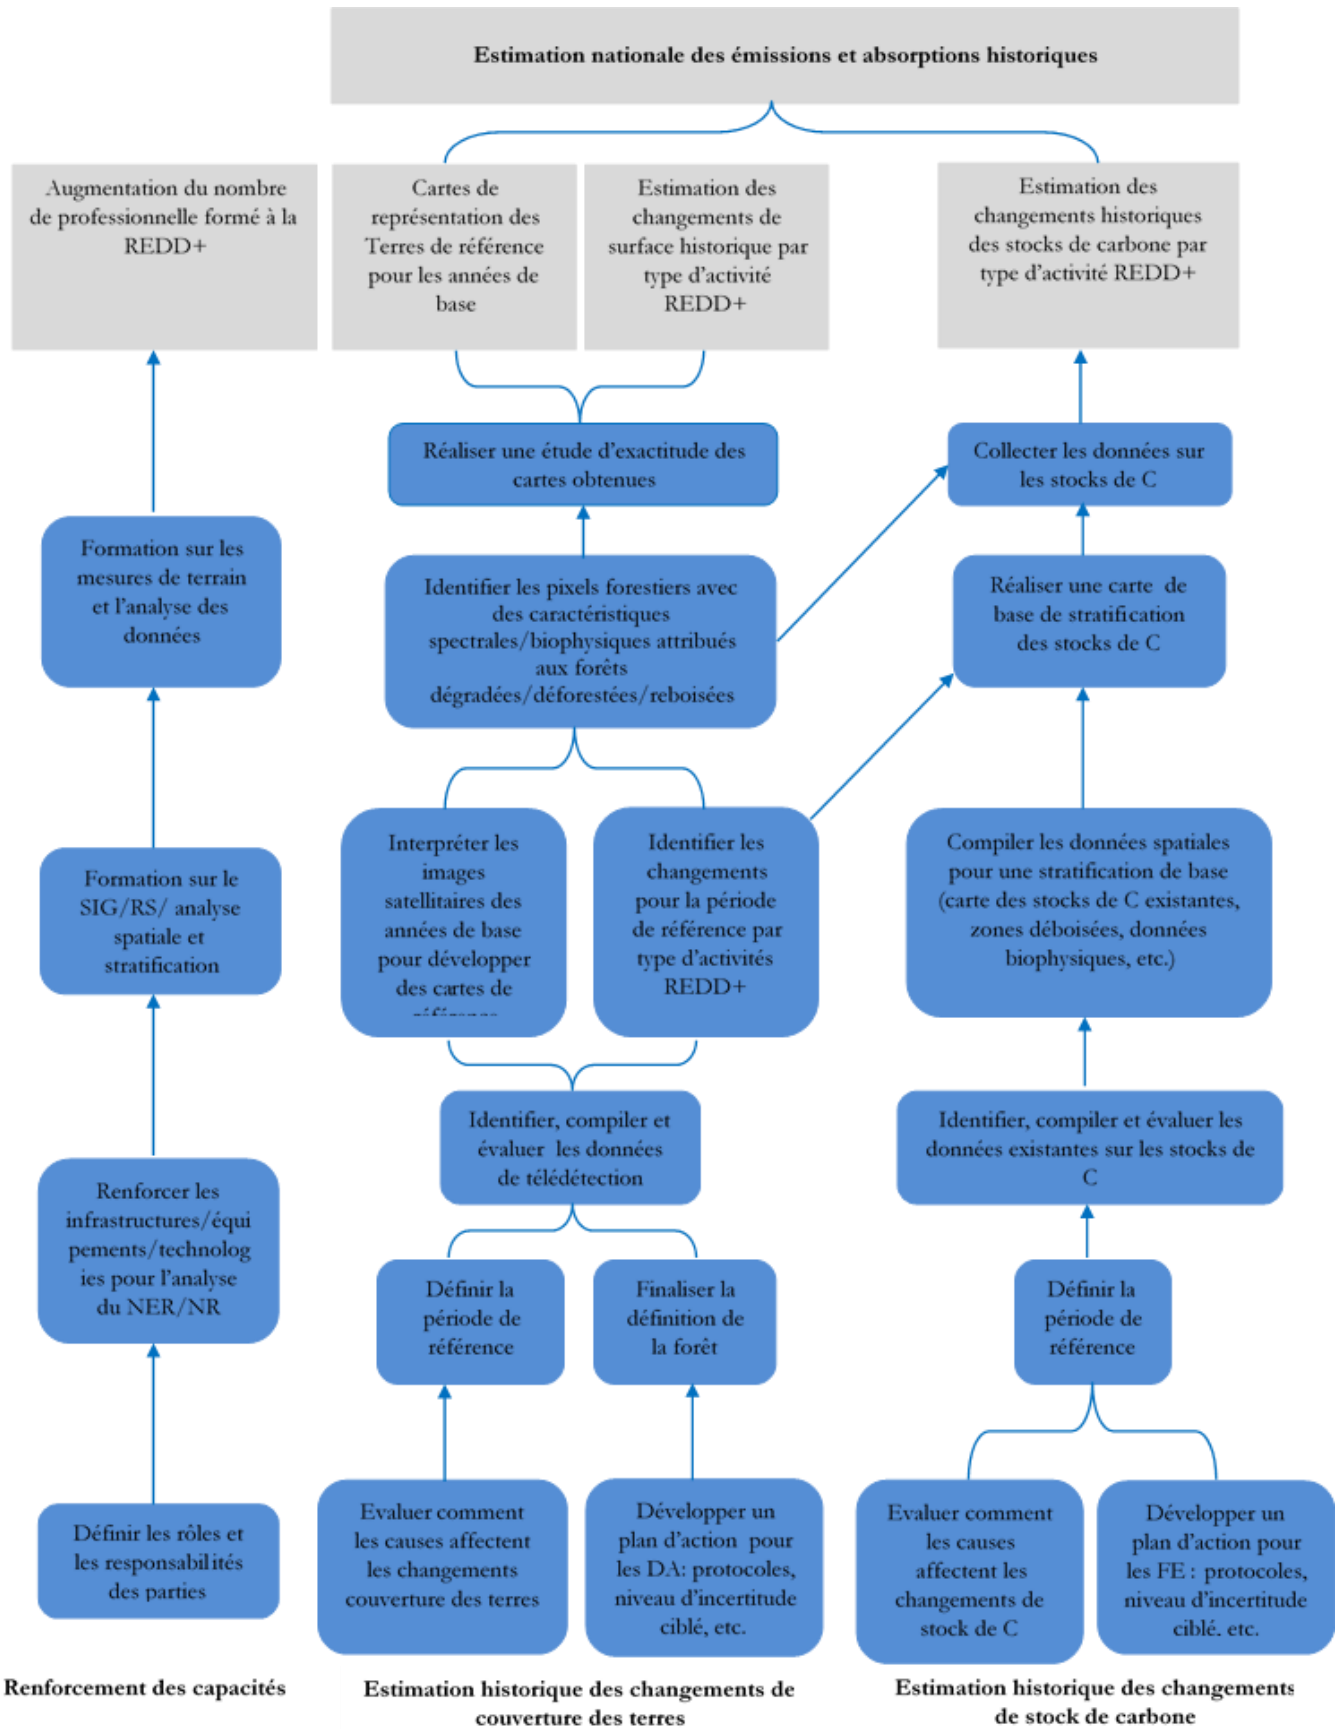 Estimation nationale des émissions et absorptions historiques
Augmentation du nombre
de professionnelle formé à la
REDD+
Cartes de
représentation des
Terres de référence
pour les années de
base
Estimation des
changements de
surface historique par
type d'activité
REDD+
Estimation des
changements historiques
des stocks de carbone par
type d'activité REDD+
Réaliser une étude d'exactitude des
cartes obtenues
Collecter les données sur
les stocks de C
Formation sur les
mesures de terrain
et l'analyse des
données
Identifier les pixels forestiers avec
des caractéristiques
spectrales/biophysiques attribués
aux forêts
dégradées/déforestées/reboisées
Réaliser une carte de
base de stratification
des stocks de C
Formation sur le
SIG/RS/ analyse
spatiale et
stratification
Interpréter les
images
satellitaires des
années de base
pour développer
des cartes de
référence
Identifier les
changements
pour la période
de référence par
type d'activités
REDD+
Compiler les données spatiales
pour une stratification de base
(carte des stocks de C existantes,
zones déboisées, données
biophysiques, etc.)
Renforcer les
infrastructures/équi
pements/technolog
ies pour l'analyse
du NER/NR
Identifier, compiler et
évaluer les données
de télédétection
Identifier, compiler et évaluer les
données existantes sur les stocks de
C
Définir la
période de
référence
Finaliser la
définition de
la forêt
Définir la
période de
référence
Définir les rôles et
les responsabilités
des parties
Evaluer comment
les causes affectent
les changements
couverture des terres
Développer un
plan d'action pour
les DA: protocoles,
niveau d'incertitude
ciblé, etc.
Evaluer comment
les causes
affectent les
changements de
stock de C
Développer un
plan d'action pour
les FE : protocoles,
niveau d'incertitude
ciblé. etc.
Renforcement des capacités
Estimation historique des changements de
couverture des terres
Estimation historique des changements
de stock de carbone